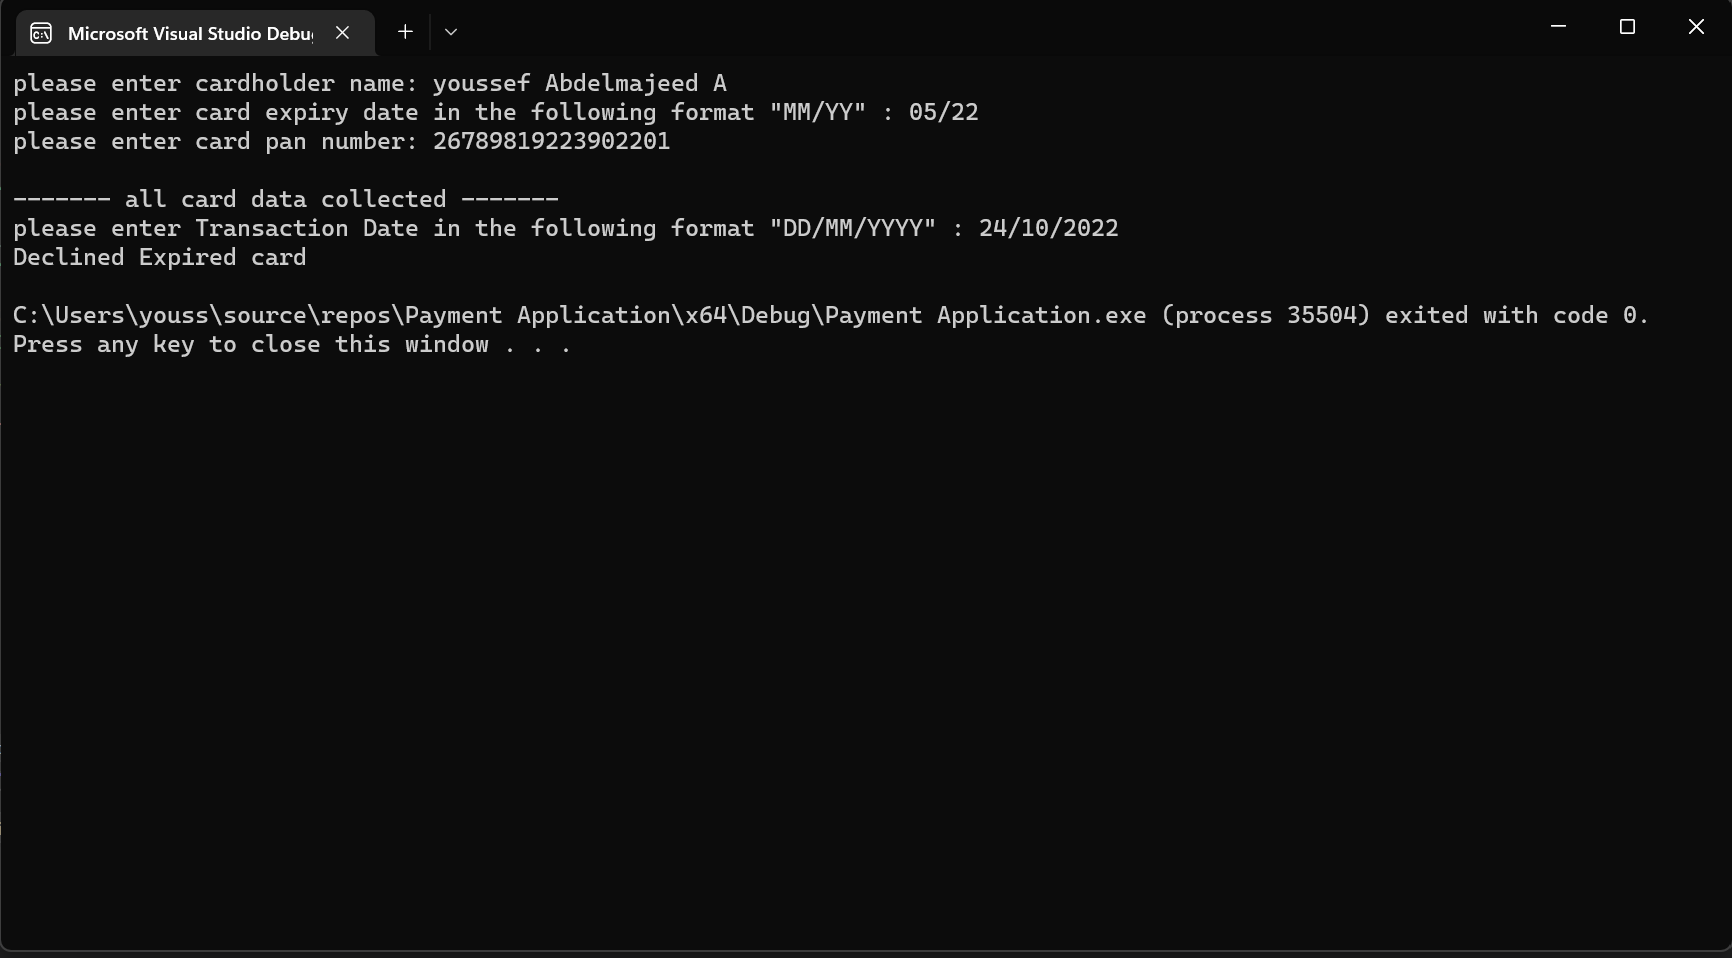 Microsoft Visual Studio Debu
please enter cardholder name: youssef Abdelmajeed A
please enter card expiry date in the following format "MM/YY" : 05/22
please enter card pan number: 26789819223902201

------- all card data collected -------
please enter Transaction Date in the following format "DD/MM/YYYY" : 24/10/2022
Declined Expired card

C:\Users\youss\source\repos\Payment Application\x64\Debug\Payment Application.exe (process 35504) exited with code 0.
Press any key to close this window . . .